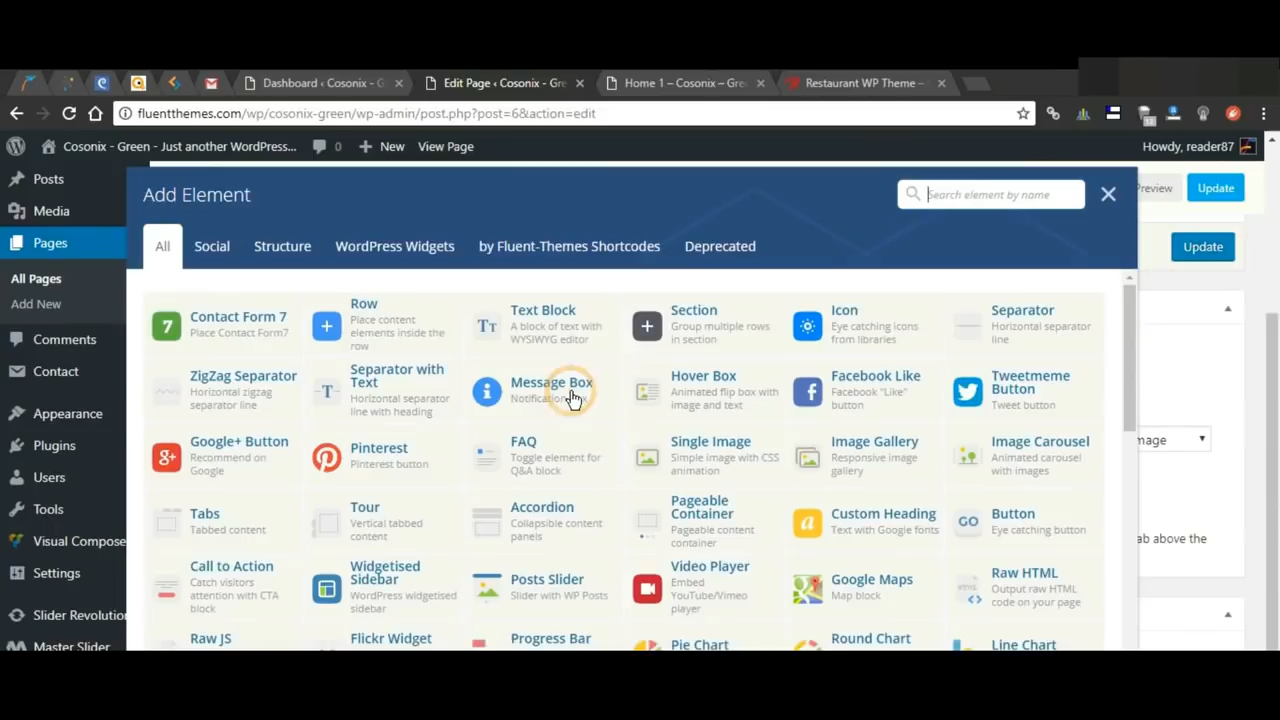 Dashboard ‹ Cosonix - G
Edit Page ‹ Cosonix - Gre
Home 1 – Cosonix – Gree
Restaurant WP Theme –
fluentthemes.com/wp/cosonix-green/wp-admin/post.php?post=6&action=edit
Cosonix - Green - Just another WordPress...
0
New
View Page
Howdy, reader87
Posts
Media
Pages
All Pages
Add New
Comments
Contact
Appearance
Plugins
Users
Tools
Visual Compose
Settings
Slider Revolution
Master Slider
Add Element
Search element by name
Preview
Update
Update
All
Social
Structure
WordPress Widgets
by Fluent-Themes Shortcodes
Deprecated
7
Contact Form 7
Place Contact Form7
Row
Place content
elements inside the
row
Text Block
A block of text with
WYSIWYG editor
Section
Group multiple rows
in section
Icon
Eye catching icons
from libraries
Separator
Horizontal separator
line
ZigZag Separator
Horizontal zigzag
separator line
Separator with
Text
Horizontal separator
line with heading
Message Box
Notification
Hover Box
Animated flip box with
image and text
Facebook Like
Facebook "Like"
button
Tweetmeme
Button
Tweet button
Google+ Button
Recommend on
Google
Pinterest
Pinterest button
FAQ
Toggle element for
Q&A block
Single Image
Simple image with CSS
animation
Image Gallery
Responsive image
gallery
Image Carousel
Animated carousel
with images
mage
Tabs
Tabbed content
Tour
Vertical tabbed
content
Accordion
Collapsible content
panels
Pageable
Container
Pageable content
container
Custom Heading
Text with Google fonts
GO
Button
Eye catching button
ab above the
Call to Action
Catch visitors
attention with CTA
block
Widgetised
Sidebar
WordPress widgetised
sidebar
Posts Slider
Slider with WP Posts
Video Player
Embed
YouTube/Vimeo
player
Google Maps
Map block
Raw HTML
Output raw HTML
code on your page
Raw JS
Flickr Widget
Progress Bar
Pie Chart
Round Chart
Line Chart